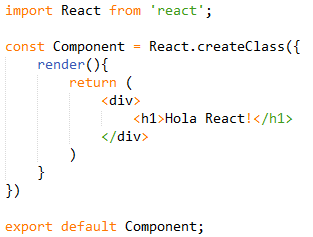 import React from 'react';
const Component = React.createClass({
render(){
return (
<div>
<h1>Hola React!</h1>
</div>
)
}
})
export default Component;